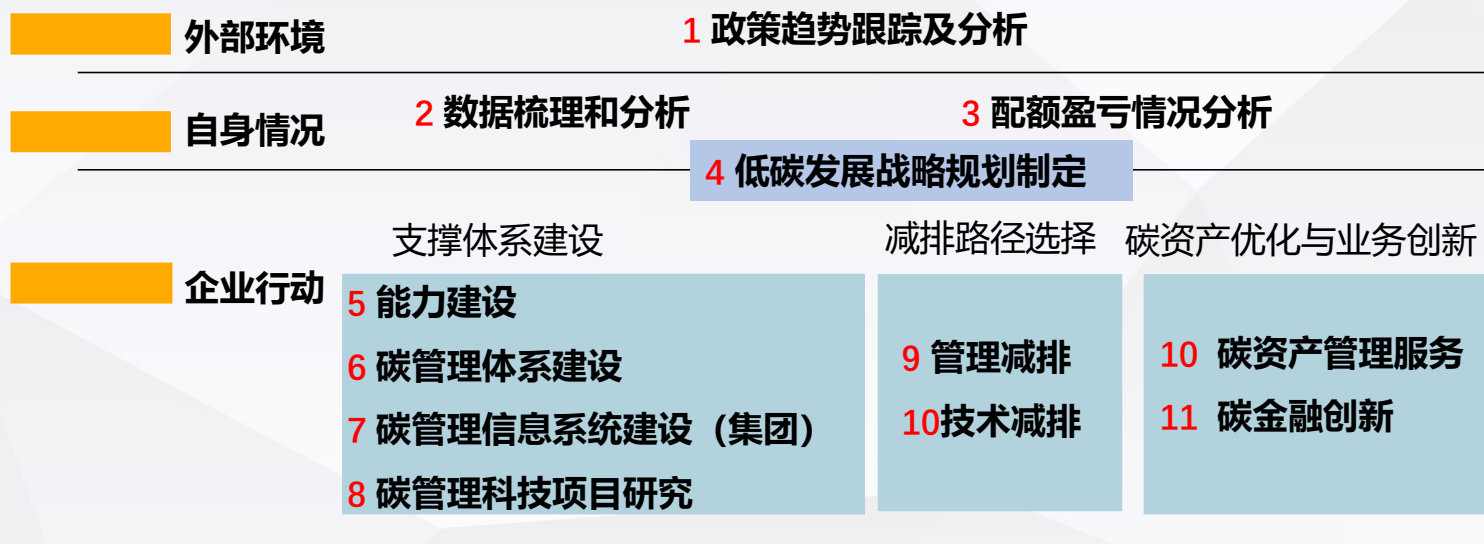 外部环境
1 政策趋势跟踪及分析
自身情况
2 数据梳理和分析
3 配额盈亏情况分析
4 低碳发展战略规划制定
企业行动
支撑体系建设
5 能力建设
6 碳管理体系建设
7 碳管理信息系统建设（集团）
8 碳管理科技项目研究
减排路径选择
9 管理减排
10技术减排
碳资产优化与业务创新
10 碳资产管理服务
11 碳金融创新